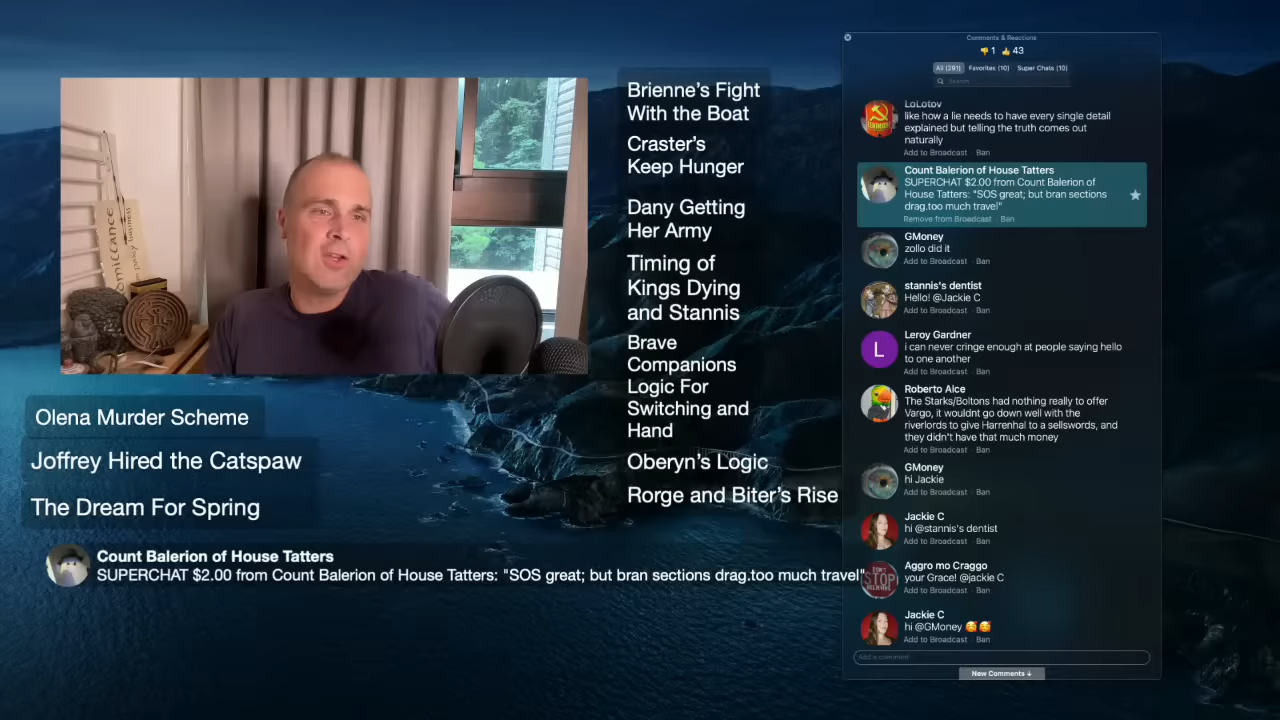 Brienne's Fight
With the Boat
Craster's
Keep Hunger
Dany Getting
Her Army
Timing of
Kings Dying
and Stannis
Brave
Companions
Logic For
Switching and
Hand
Oberyn's Logic
Rorge and Biter's Rise
Olena Murder Scheme
Joffrey Hired the Catspaw
The Dream For Spring
Count Balerion of House Tatters
SUPERCHAT $2.00 from Count Balerion of House Tatters: "SOS great; but bran sections drag.too much travel"
Comments & Reactions
👎 1 👍 43
All (291) Favorites (10) Super Chats (10)
Search
LoLotov
like how a lie needs to have every single detail
explained but telling the truth comes out
naturally
Add to Broadcast · Ban
Count Balerion of House Tatters
SUPERCHAT $2.00 from Count Balerion of
House Tatters: "SOS great; but bran sections
drag.too much travel"
Remove from Broadcast · Ban
GMoney
zollo did it
Add to Broadcast · Ban
stannis's dentist
Hello! @Jackie C
Add to Broadcast · Ban
L
Leroy Gardner
i can never cringe enough at people saying hello
to one another
Add to Broadcast · Ban
Roberto Alce
The Starks/Boltons had nothing really to offer
Vargo, it wouldnt go down well with the
riverlords to give Harrenhal to a sellswords, and
they didn't have that much money
Add to Broadcast · Ban
GMoney
hi Jackie
Add to Broadcast · Ban
Jackie C
hi @stannis's dentist
Add to Broadcast · Ban
DON'T
STOP
BELIEVING
Aggro mo Craggo
your Grace! @jackie C
Add to Broadcast · Ban
Jackie C
hi @GMoney 🥰🥰
Add to Broadcast · Ban
Add a comment
New Comments ↓